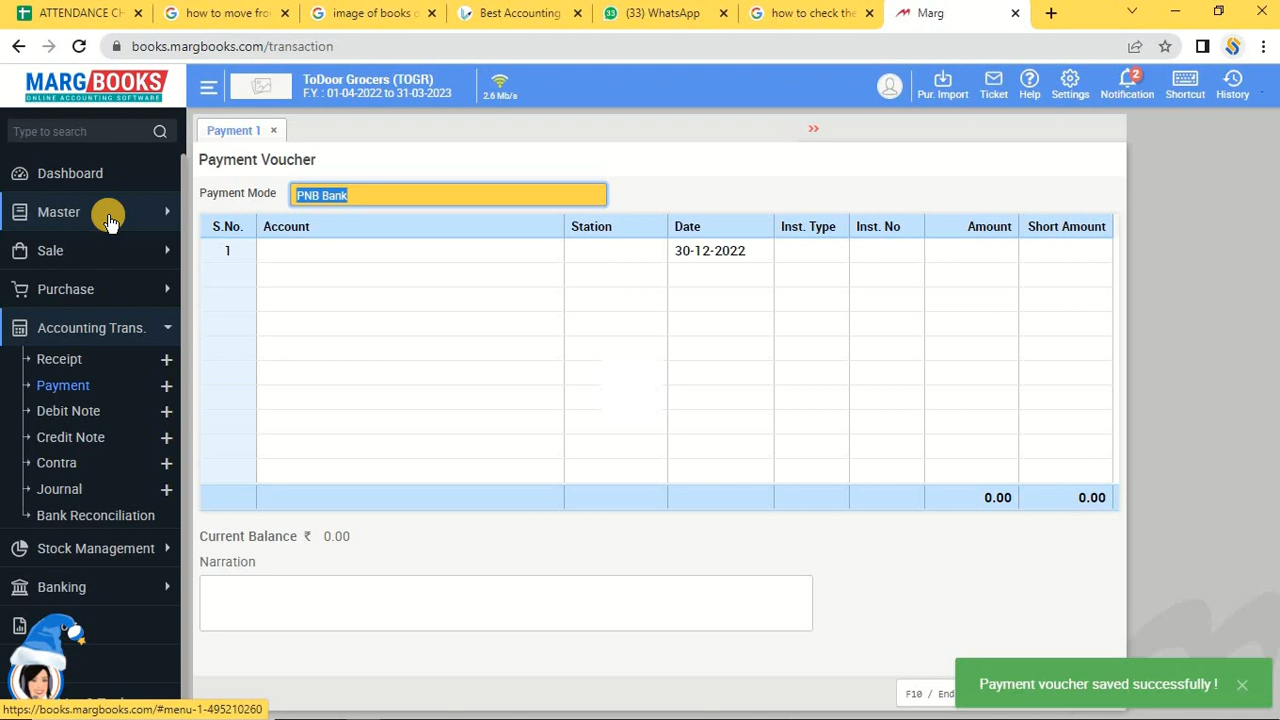 ATTENDANCE CH
how to move fro
image of books o
Best Accounting
(33) WhatsApp
how to check the
Marg
books.margbooks.com/transaction
MARGBOOKS
ONLINE ACCOUNTING SOFTWARE
ToDoor Grocers (TOGR)
F.Y. : 01-04-2022 to 31-03-2023
2.6 Mb/s
Pur. Import
Ticket
Help
Settings
2
Notification
Shortcut
History
Type to search
Dashboard
Master
Sale
Purchase
Accounting Trans.
Receipt
Payment
Debit Note
Credit Note
Contra
Journal
Bank Reconciliation
Stock Management
Banking
Payment 1
Payment Voucher
Payment Mode PNB Bank
S.No. Account Station Date Inst. Type Inst. No Amount Short Amount
1 30-12-2022
0.00 0.00
Current Balance ₹ 0.00
Narration
F10 / End
Payment voucher saved successfully !
https://books.margbooks.com/#menu-1-495210260